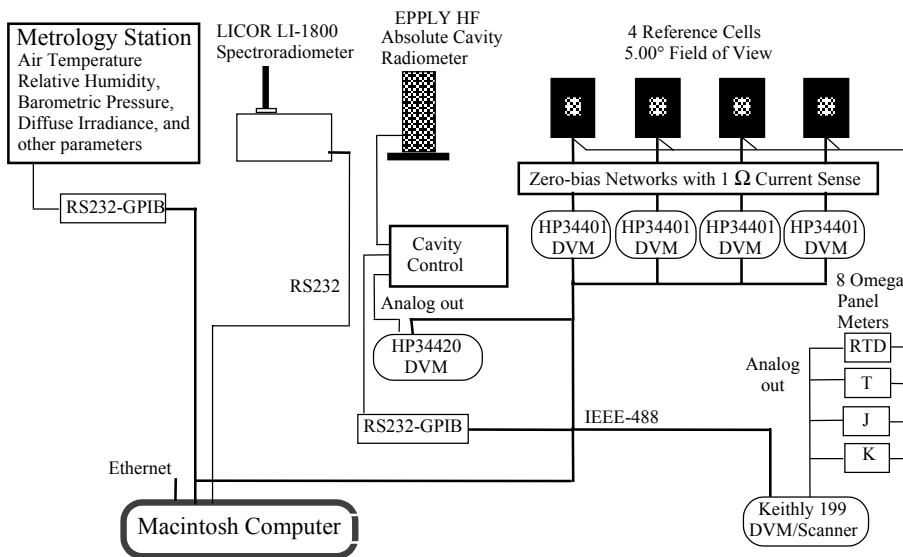 Metrology Station
Air Temperature
Relative Humidity,
Barometric Pressure,
Diffuse Irradiance, and
other parameters
LICOR LI-1800
Spectroradiometer
EPPLY HF
Absolute Cavity
Radiometer
4 Reference Cells
5.00° Field of View
Zero-bias Networks with 1 Ω Current Sense
RS232-GPIB
HP34401
DVM
HP34401
DVM
HP34401
DVM
HP34401
DVM
Cavity
Control
RS232
Analog out
HP34420
DVM
8 Omega
Panel
Meters
RTD
T
J
K
Analog
out
RS232-GPIB
IEEE-488
Ethernet
Macintosh Computer
Keithly 199
DVM/Scanner